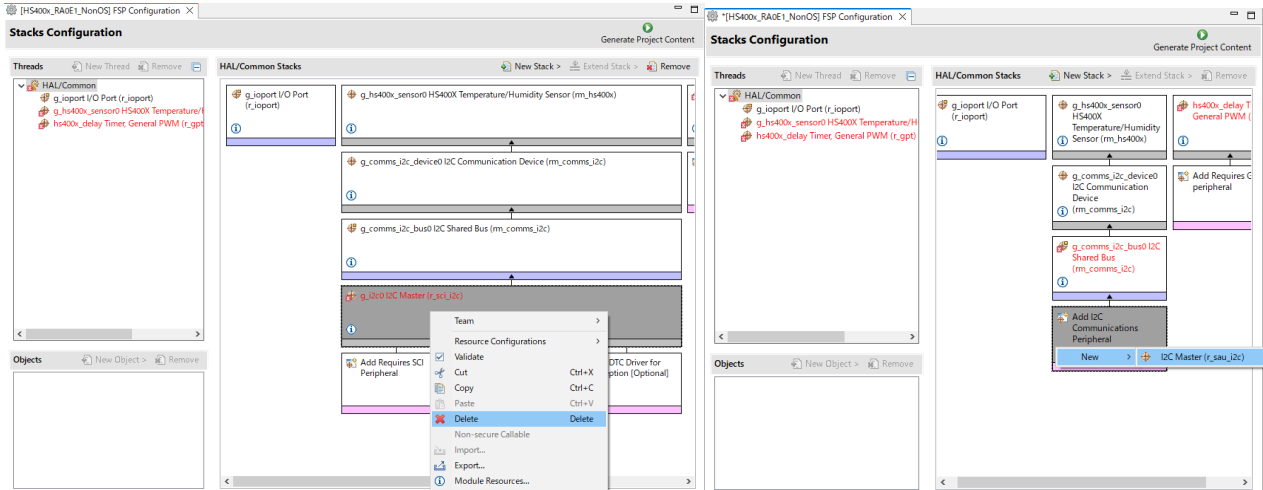 [HS400x_RA0E1_NonOS] FSP Configuration
Stacks Configuration
Generate Project Content
Threads
New Thread
Remove
HAL/Common Stacks
New Stack >
Extend Stack >
Remove
HAL/Common
g_ioport I/O Port (r_ioport)
g_hs400x_sensor0 HS400X Temperature/H
hs400x_delay Timer, General PWM (r_gpt
g_ioport I/O Port
(r_ioport)
g_hs400x_sensor0 HS400X Temperature/Humidity Sensor (rm_hs400x)
g_comms_i2c_device0 I2C Communication Device (rm_comms_i2c)
g_comms_i2c_bus0 I2C Shared Bus (rm_comms_i2c)
g_i2c0 I2C Master (r_sci_i2c)
Add Requires SCI
Peripheral
DTC Driver for
ption [Optional]
Team
Resource Configurations
Validate
Cut Ctrl+X
Copy Ctrl+C
Paste Ctrl+V
Delete Delete
Non-secure Callable
Import...
Export...
Module Resources...
Objects
New Object >
Remove
*[HS400x_RA0E1_NonOS] FSP Configuration
Stacks Configuration
Generate Project Content
Threads
New Thread
Remove
HAL/Common Stacks
New Stack >
Extend Stack >
Remove
HAL/Common
g_ioport I/O Port (r_ioport)
g_hs400x_sensor0 HS400X Temperature/H
hs400x_delay Timer, General PWM (r_gpt)
g_ioport I/O Port
(r_ioport)
g_hs400x_sensor0
HS400X
Temperature/Humidity
Sensor (rm_hs400x)
hs400x_delay T
General PWM (
g_comms_i2c_device0
I2C Communication
Device
(rm_comms_i2c)
Add Requires G
peripheral
g_comms_i2c_bus0 I2C
Shared Bus
(rm_comms_i2c)
Add I2C
Communications
Peripheral
New >
I2C Master (r_sau_i2c)
Objects
New Object >
Remove